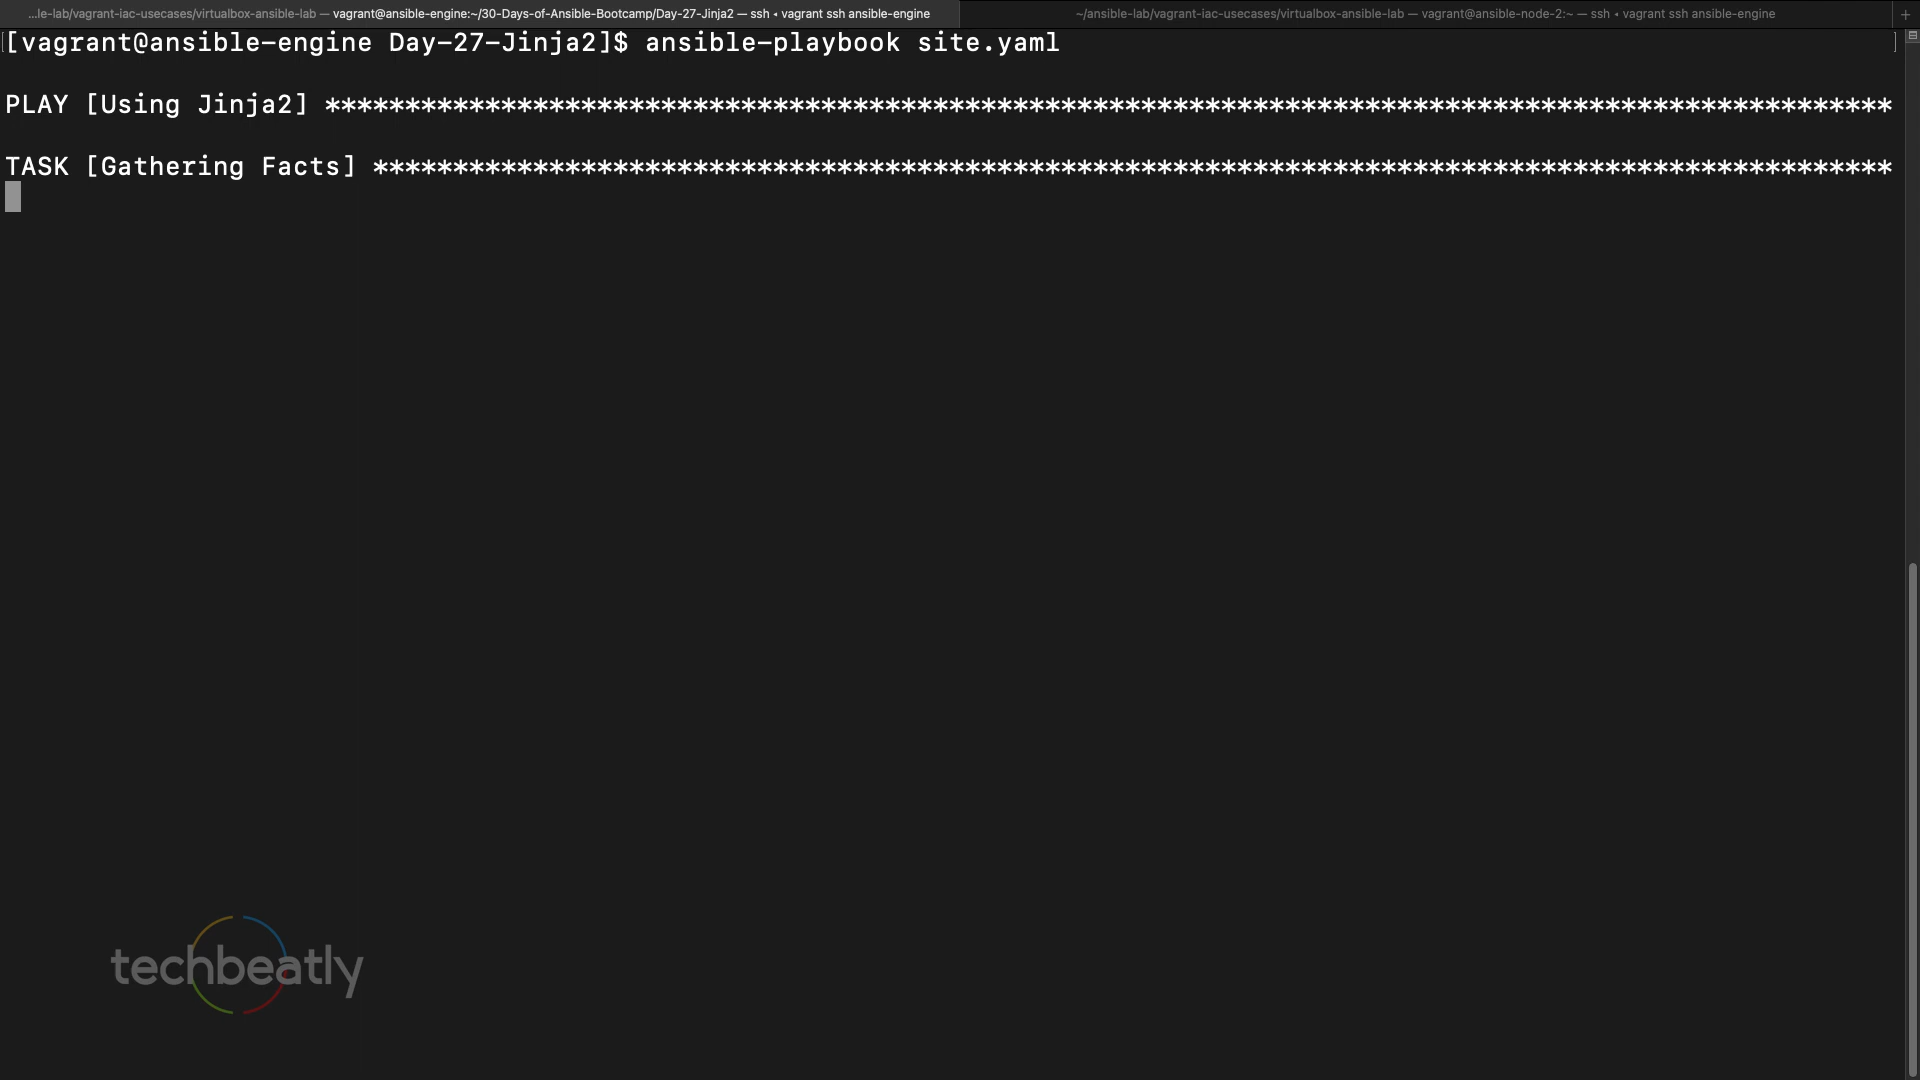 ...le-lab/vagrant-iac-usecases/virtualbox-ansible-lab — vagrant@ansible-engine:~/30-Days-of-Ansible-Bootcamp/Day-27-Jinja2 — ssh ◂ vagrant ssh ansible-engine
~/ansible-lab/vagrant-iac-usecases/virtualbox-ansible-lab — vagrant@ansible-node-2:~ — ssh ◂ vagrant ssh ansible-engine
[vagrant@ansible-engine Day-27-Jinja2]$ ansible-playbook site.yaml
PLAY [Using Jinja2] **************************************************************************************************
TASK [Gathering Facts] ***********************************************************************************************
techbeatly